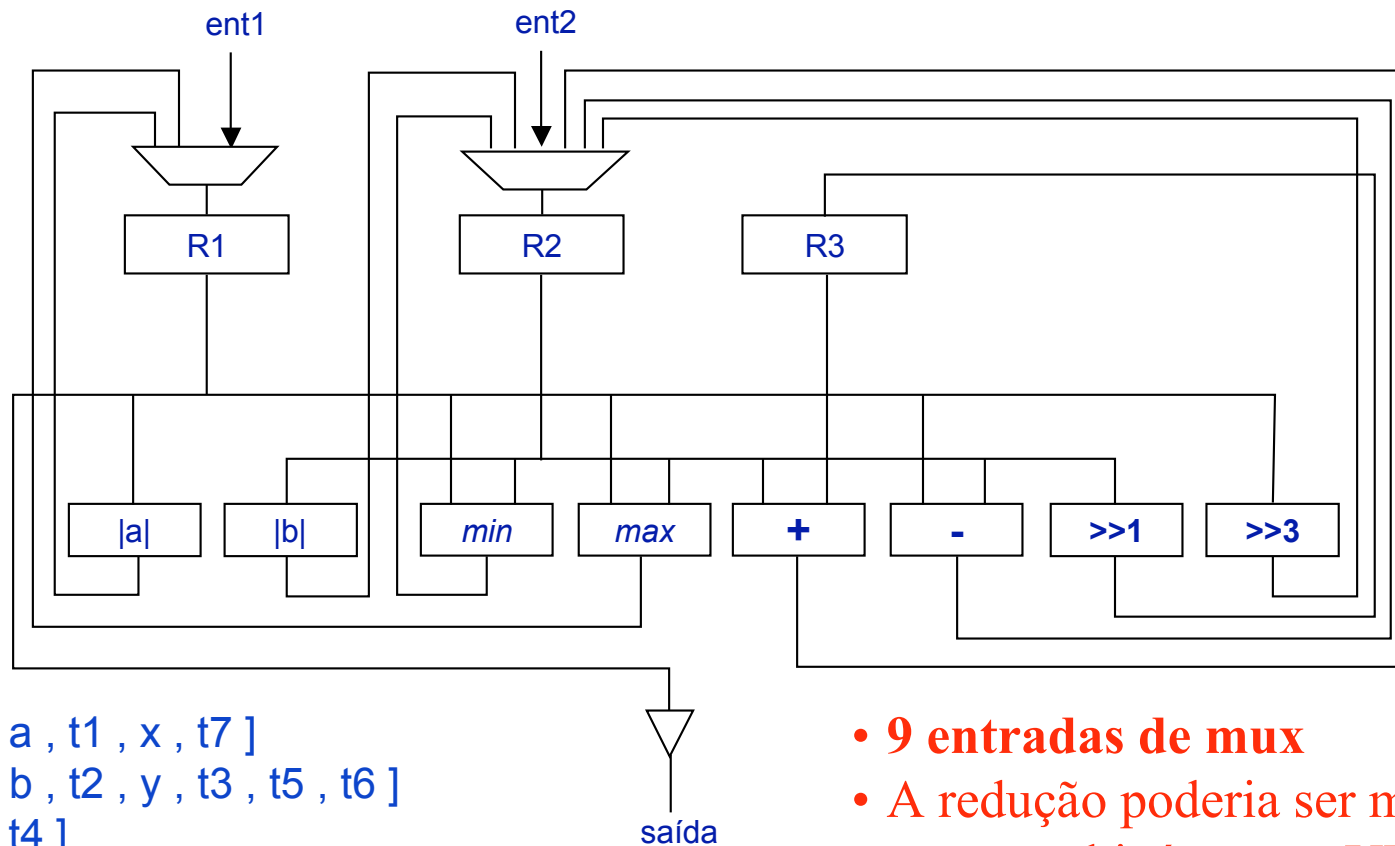 ent1
ent2
R1
R2
R3
|a|
|b|
min
max
+
-
>>1
>>3
a , t1 , x , t7 ]
b , t2 , y , t3 , t5 , t6 ]
t4 ]
saída
• 9 entradas de mux
• A redução poderia ser